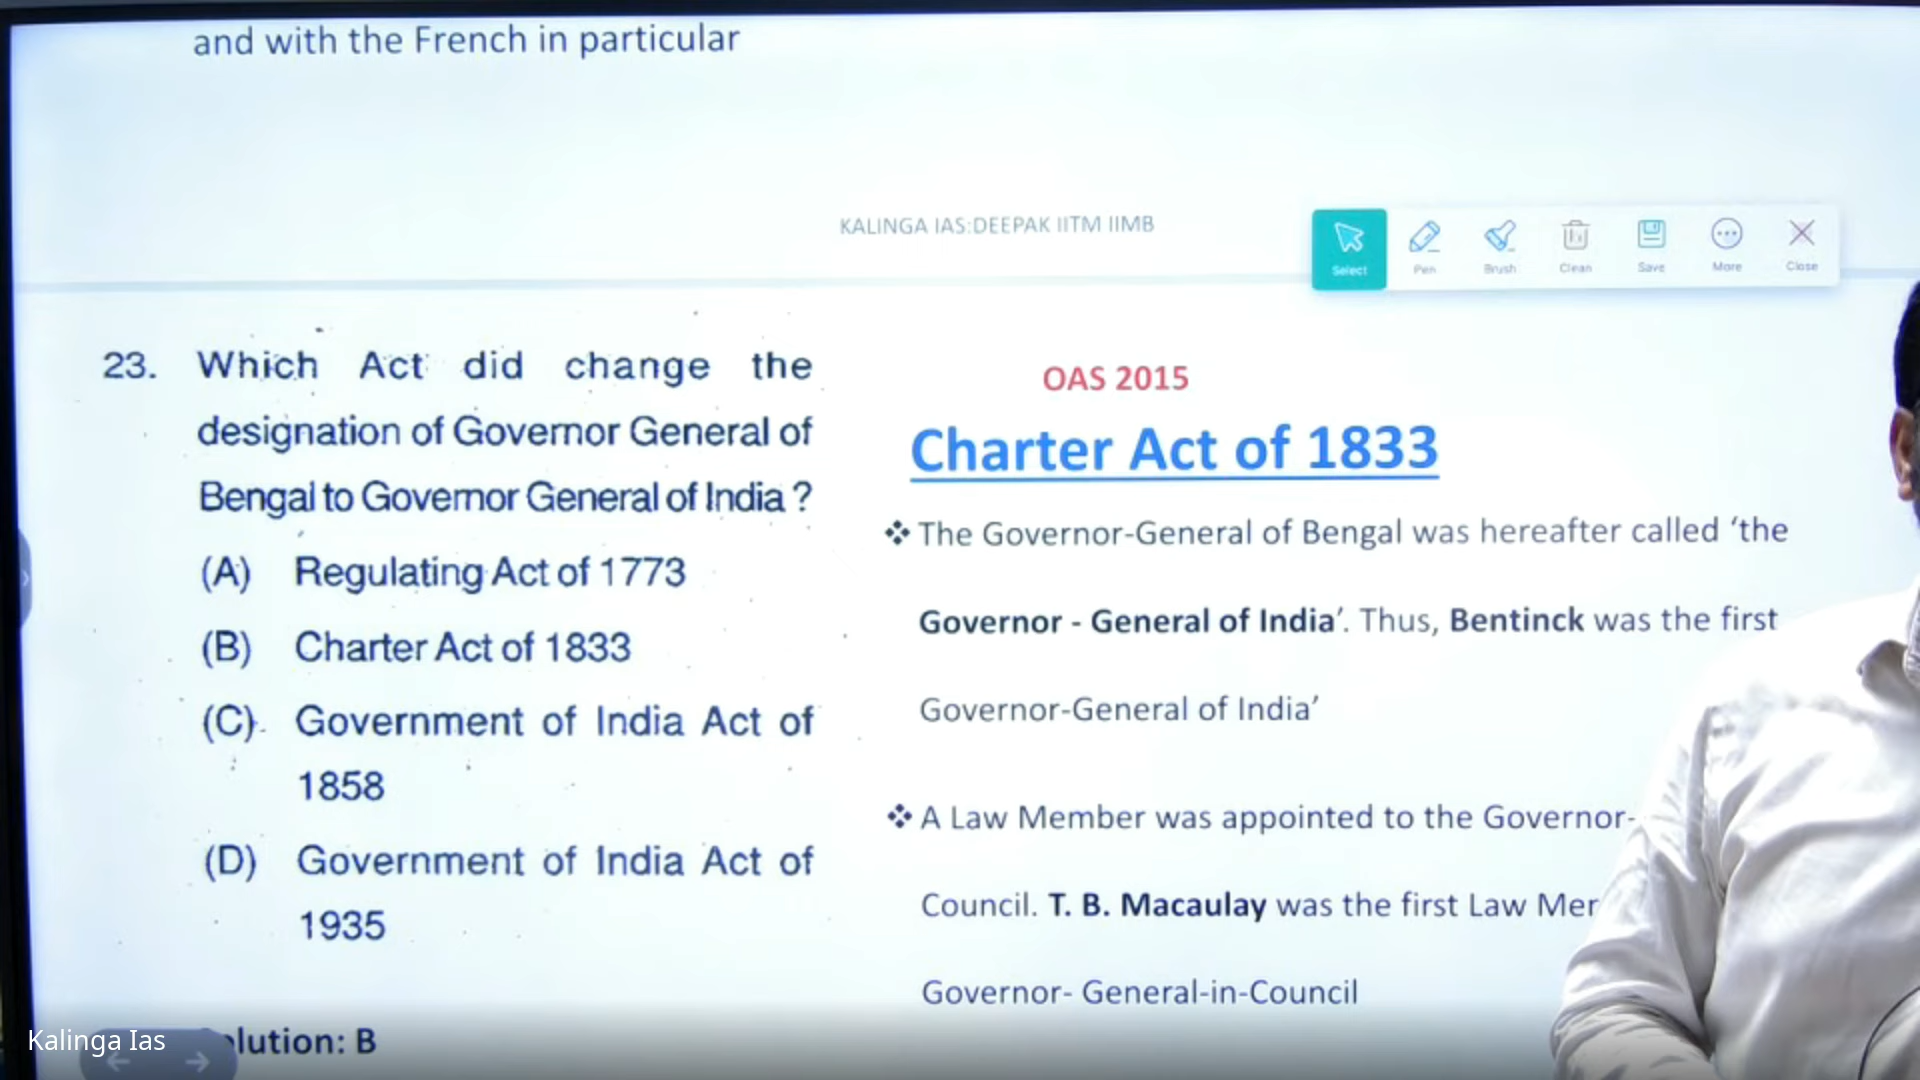 and with the French in particular
KALINGA IAS:DEEPAK IITM IIMB
Select Pen Brush Clean Save More Close
23. Which Act did change the
designation of Governor General of
Bengal to Governor General of India ?
(A) Regulating Act of 1773
(B) Charter Act of 1833
(C) Government of India Act of
1858
(D) Government of India Act of
1935
olution: B
OAS 2015
Charter Act of 1833
❖ The Governor-General of Bengal was hereafter called ‘the
Governor - General of India’. Thus, Bentinck was the first
Governor-General of India’
❖ A Law Member was appointed to the Governor-
Council. T. B. Macaulay was the first Law Mer
Governor- General-in-Council
Kalinga Ias